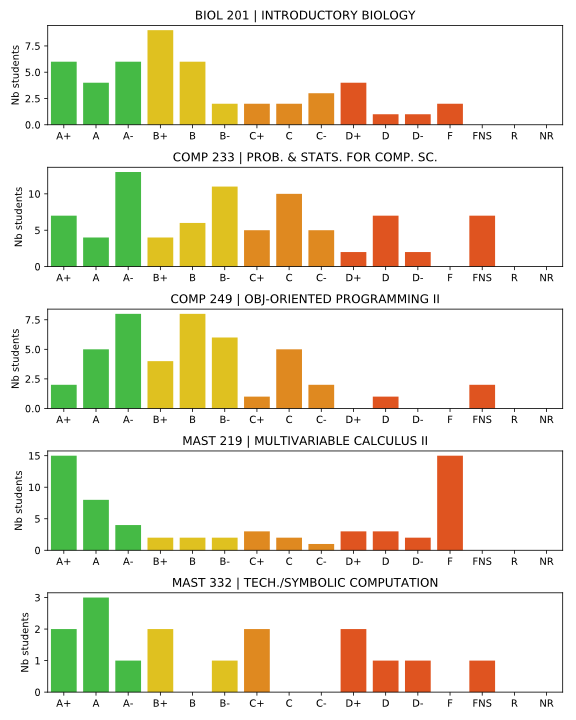 BIOL 201 | INTRODUCTORY BIOLOGY
Nb students
7.5
5.0
2.5
0.0
A+ A A- B+ B B- C+ C C- D+ D D- F FNS R NR
COMP 233 | PROB. & STATS. FOR COMP. SC.
Nb students
10
5
0
A+ A A- B+ B B- C+ C C- D+ D D- F FNS R NR
COMP 249 | OBJ-ORIENTED PROGRAMMING II
Nb students
7.5
5.0
2.5
0.0
A+ A A- B+ B B- C+ C C- D+ D D- F FNS R NR
MAST 219 | MULTIVARIABLE CALCULUS II
Nb students
15
10
5
0
A+ A A- B+ B B- C+ C C- D+ D D- F FNS R NR
MAST 332 | TECH./SYMBOLIC COMPUTATION
Nb students
3
2
1
0
A+ A A- B+ B B- C+ C C- D+ D D- F FNS R NR